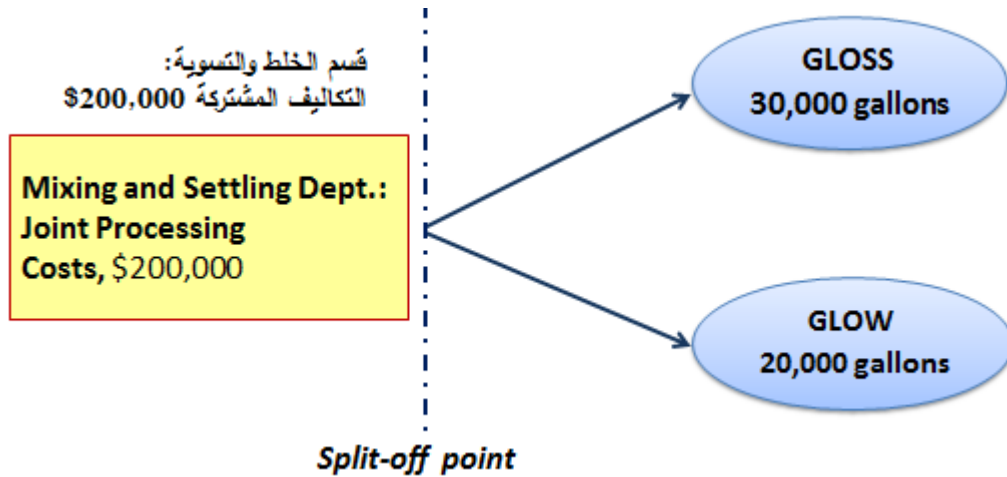 قسم الخلط والتسوية:
التكاليف المشتركة 200,000$
Mixing and Settling Dept.:
Joint Processing
Costs, $200,000
GLOSS
30,000 gallons
GLOW
20,000 gallons
Split-off point